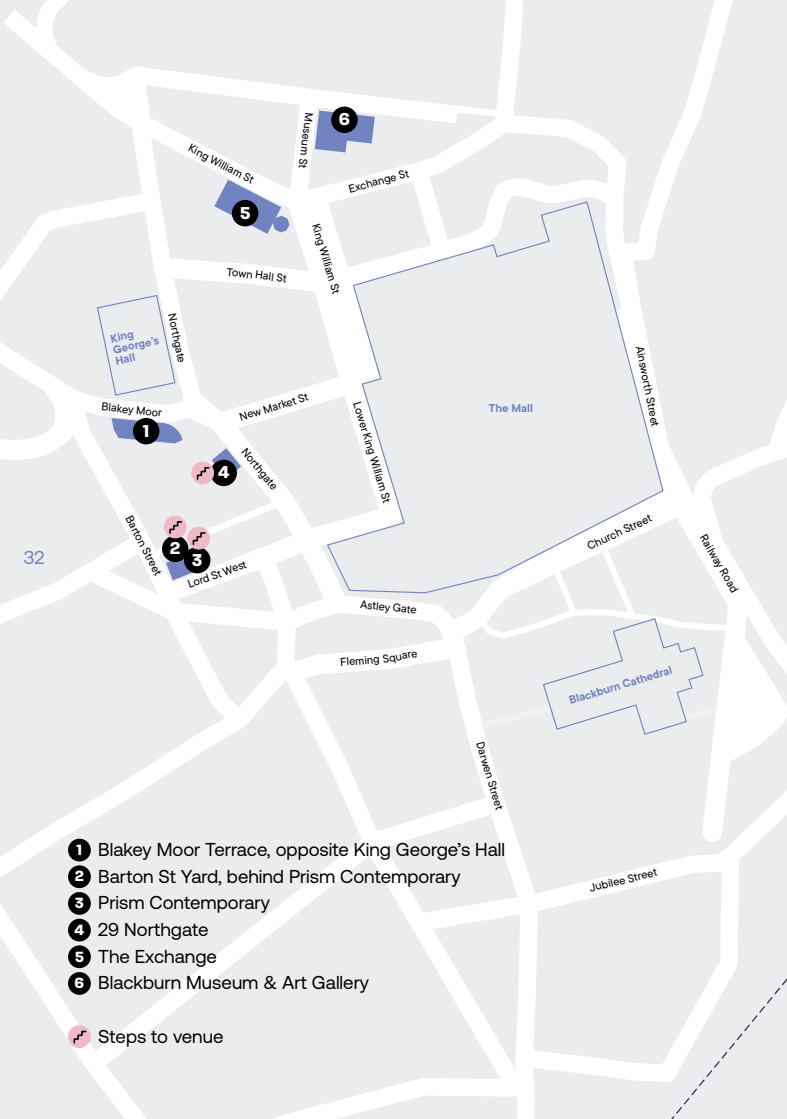 6
Museum St
King William St
Exchange St
5
King William St
Town Hall St
King
George's
Hall
Northgate
Ainsworth Street
The Mall
New Market St
Blakey Moor
1
Lower King William St
Northgate
4
Barton Street
2
3
32
Lord St West
Church Street
Railway Road
Astley Gate
Fleming Square
Blackburn Cathedral
Darwen Street
Jubilee Street
1 Blakey Moor Terrace, opposite King George’s Hall
2 Barton St Yard, behind Prism Contemporary
3 Prism Contemporary
4 29 Northgate
5 The Exchange
6 Blackburn Museum & Art Gallery
Steps to venue